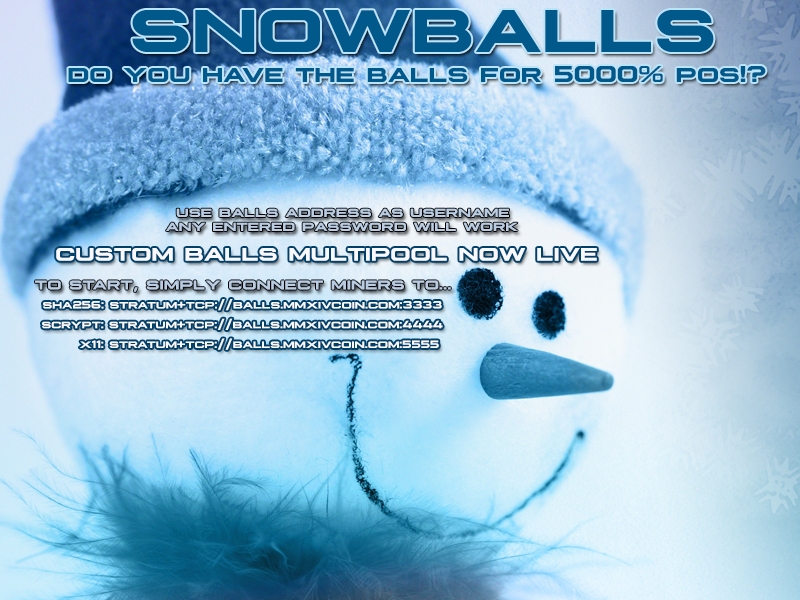 SNOWBALLS
DO YOU HAVE THE BALLS FOR 5000% POS!?
USE BALLS ADDRESS AS USERNAME
ANY ENTERED PASSWORD WILL WORK
CUSTOM BALLS MULTIPOOL NOW LIVE
TO START, SIMPLY CONNECT MINERS TO...
SHA256: STRATUM+TCP://BALLS.MMXIVCOIN.COM:3333
SCRYPT: STRATUM+TCP://BALLS.MMXIVCOIN.COM:4444
X11: STRATUM+TCP://BALLS.MMXIVCOIN.COM:5555